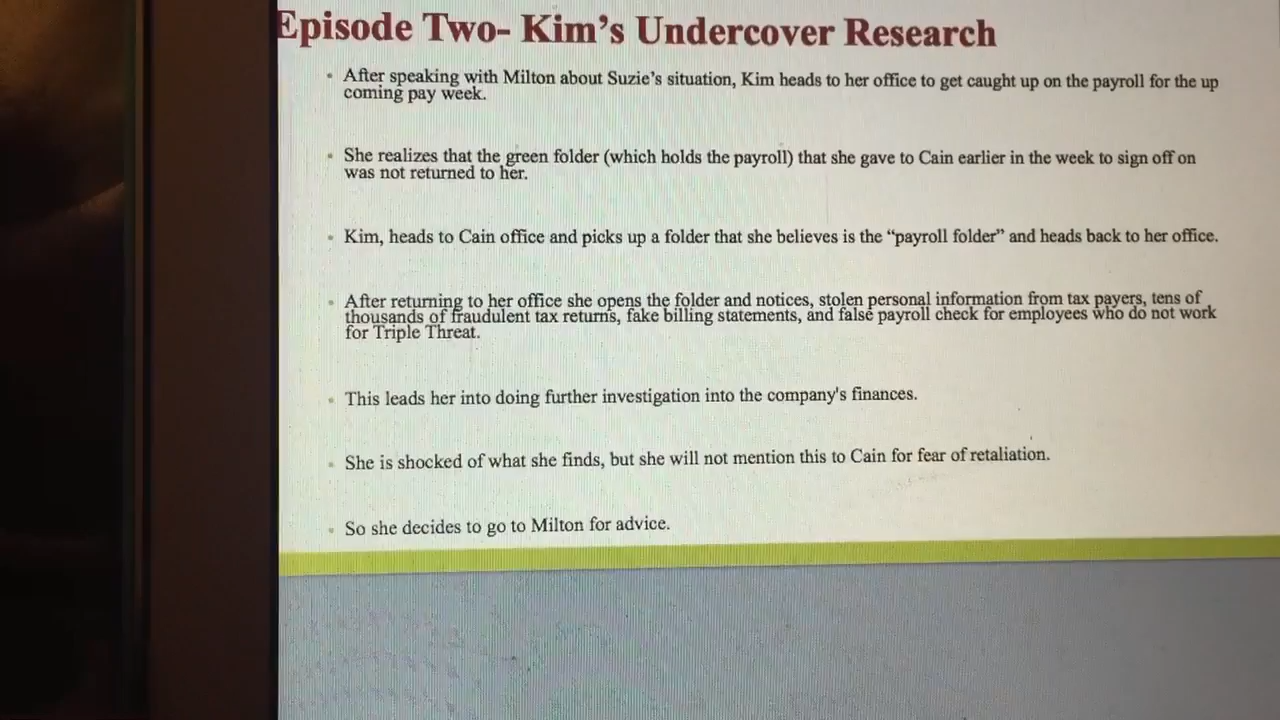 Episode Two- Kim's Undercover Research
• After speaking with Milton about Suzie's situation, Kim heads to her office to get caught up on the payroll for the up
coming pay week.
• She realizes that the green folder (which holds the payroll) that she gave to Cain earlier in the week to sign off on
was not returned to her.
• Kim, heads to Cain office and picks up a folder that she believes is the “payroll folder” and heads back to her office.
• After returning to her office she opens the folder and notices, stolen personal information from tax payers, tens of
thousands of fraudulent tax returns, fake billing statements, and false payroll check for employees who do not work
for Triple Threat.
• This leads her into doing further investigation into the company's finances.
• She is shocked of what she finds, but she will not mention this to Cain for fear of retaliation.
• So she decides to go to Milton for advice.